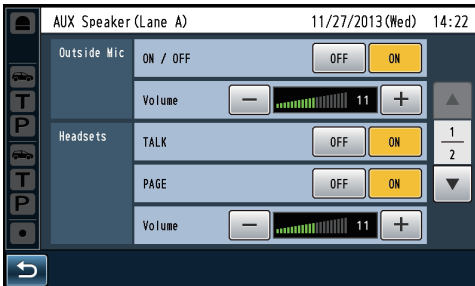 AUX Speaker(Lane A) 11/27/2013(Wed) 14:22
Outside Mic ON / OFF OFF ON
Volume 11
Headsets TALK OFF ON
PAGE OFF ON
Volume 11
T
P
T
P
1
2